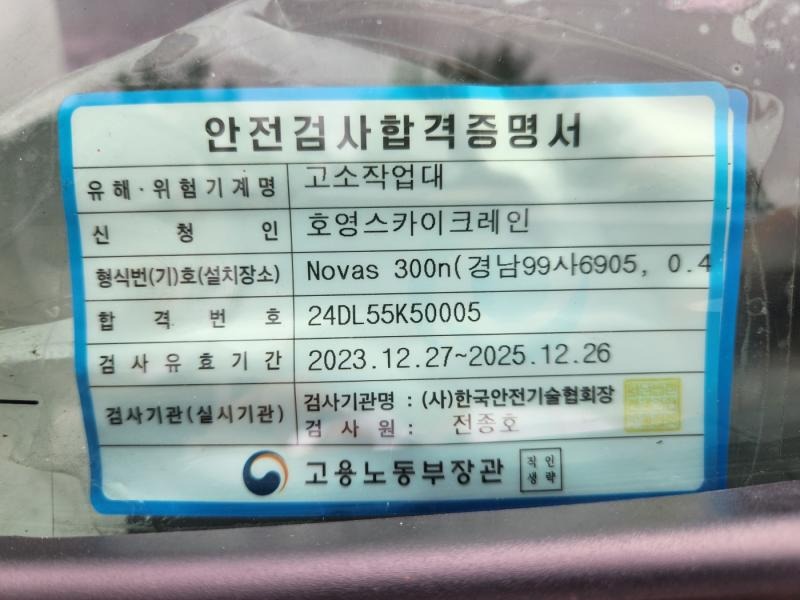 안전검사합격증명서
유해·위험기계명 고소작업대
신청인 호영스카이크레인
형식번(기)호(설치장소) Novas 300n(경남99사6905, 0.4
합격번호 24DL55K50005
검사유효기간 2023.12.27~2025.12.26
검사기관(실시기관) 검사기관명 : (사)한국안전기술협회장
검사원 : 전종호
고용노동부장관 직인생략